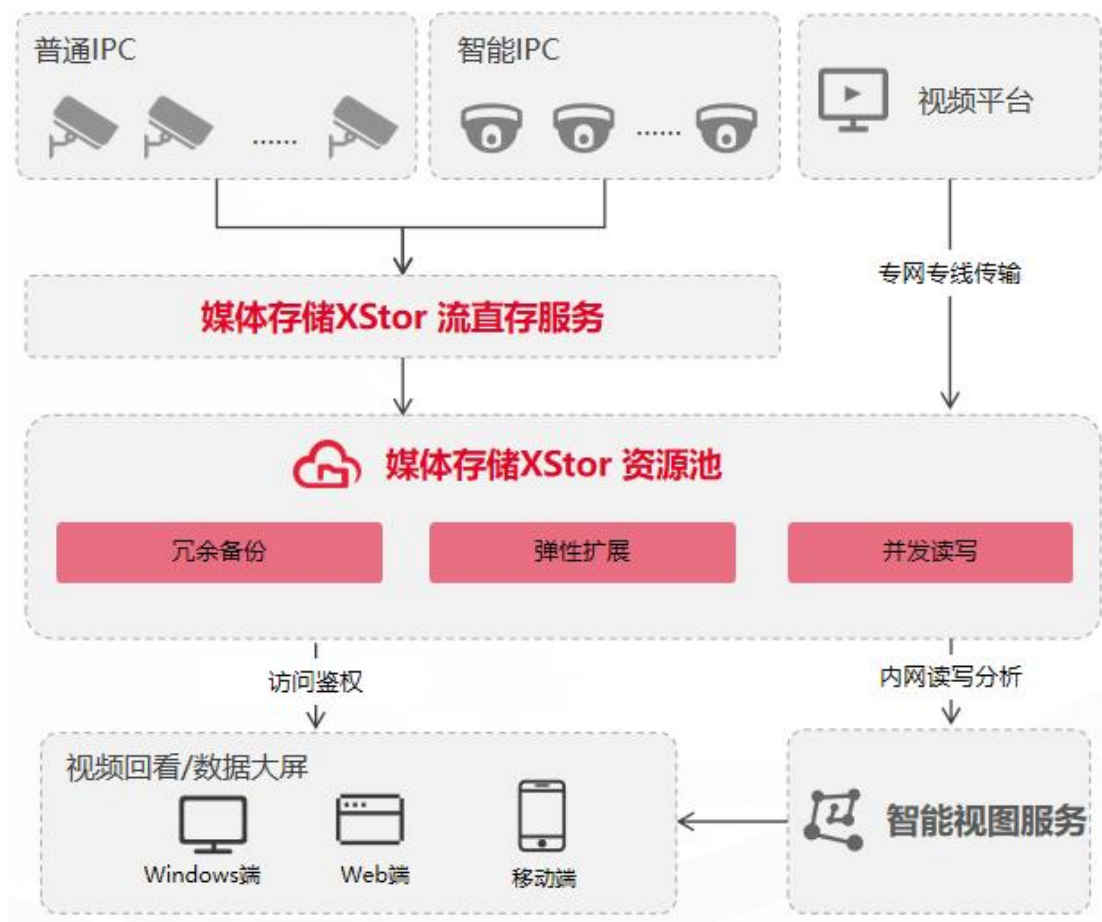 普通IPC
智能IPC
视频平台
......
......
专网专线传输
媒体存储XStor 流直存服务
媒体存储XStor 资源池
冗余备份
弹性扩展
并发读写
访问鉴权
内网读写分析
视频回看/数据大屏
智能视图服务
Windows端
Web端
移动端